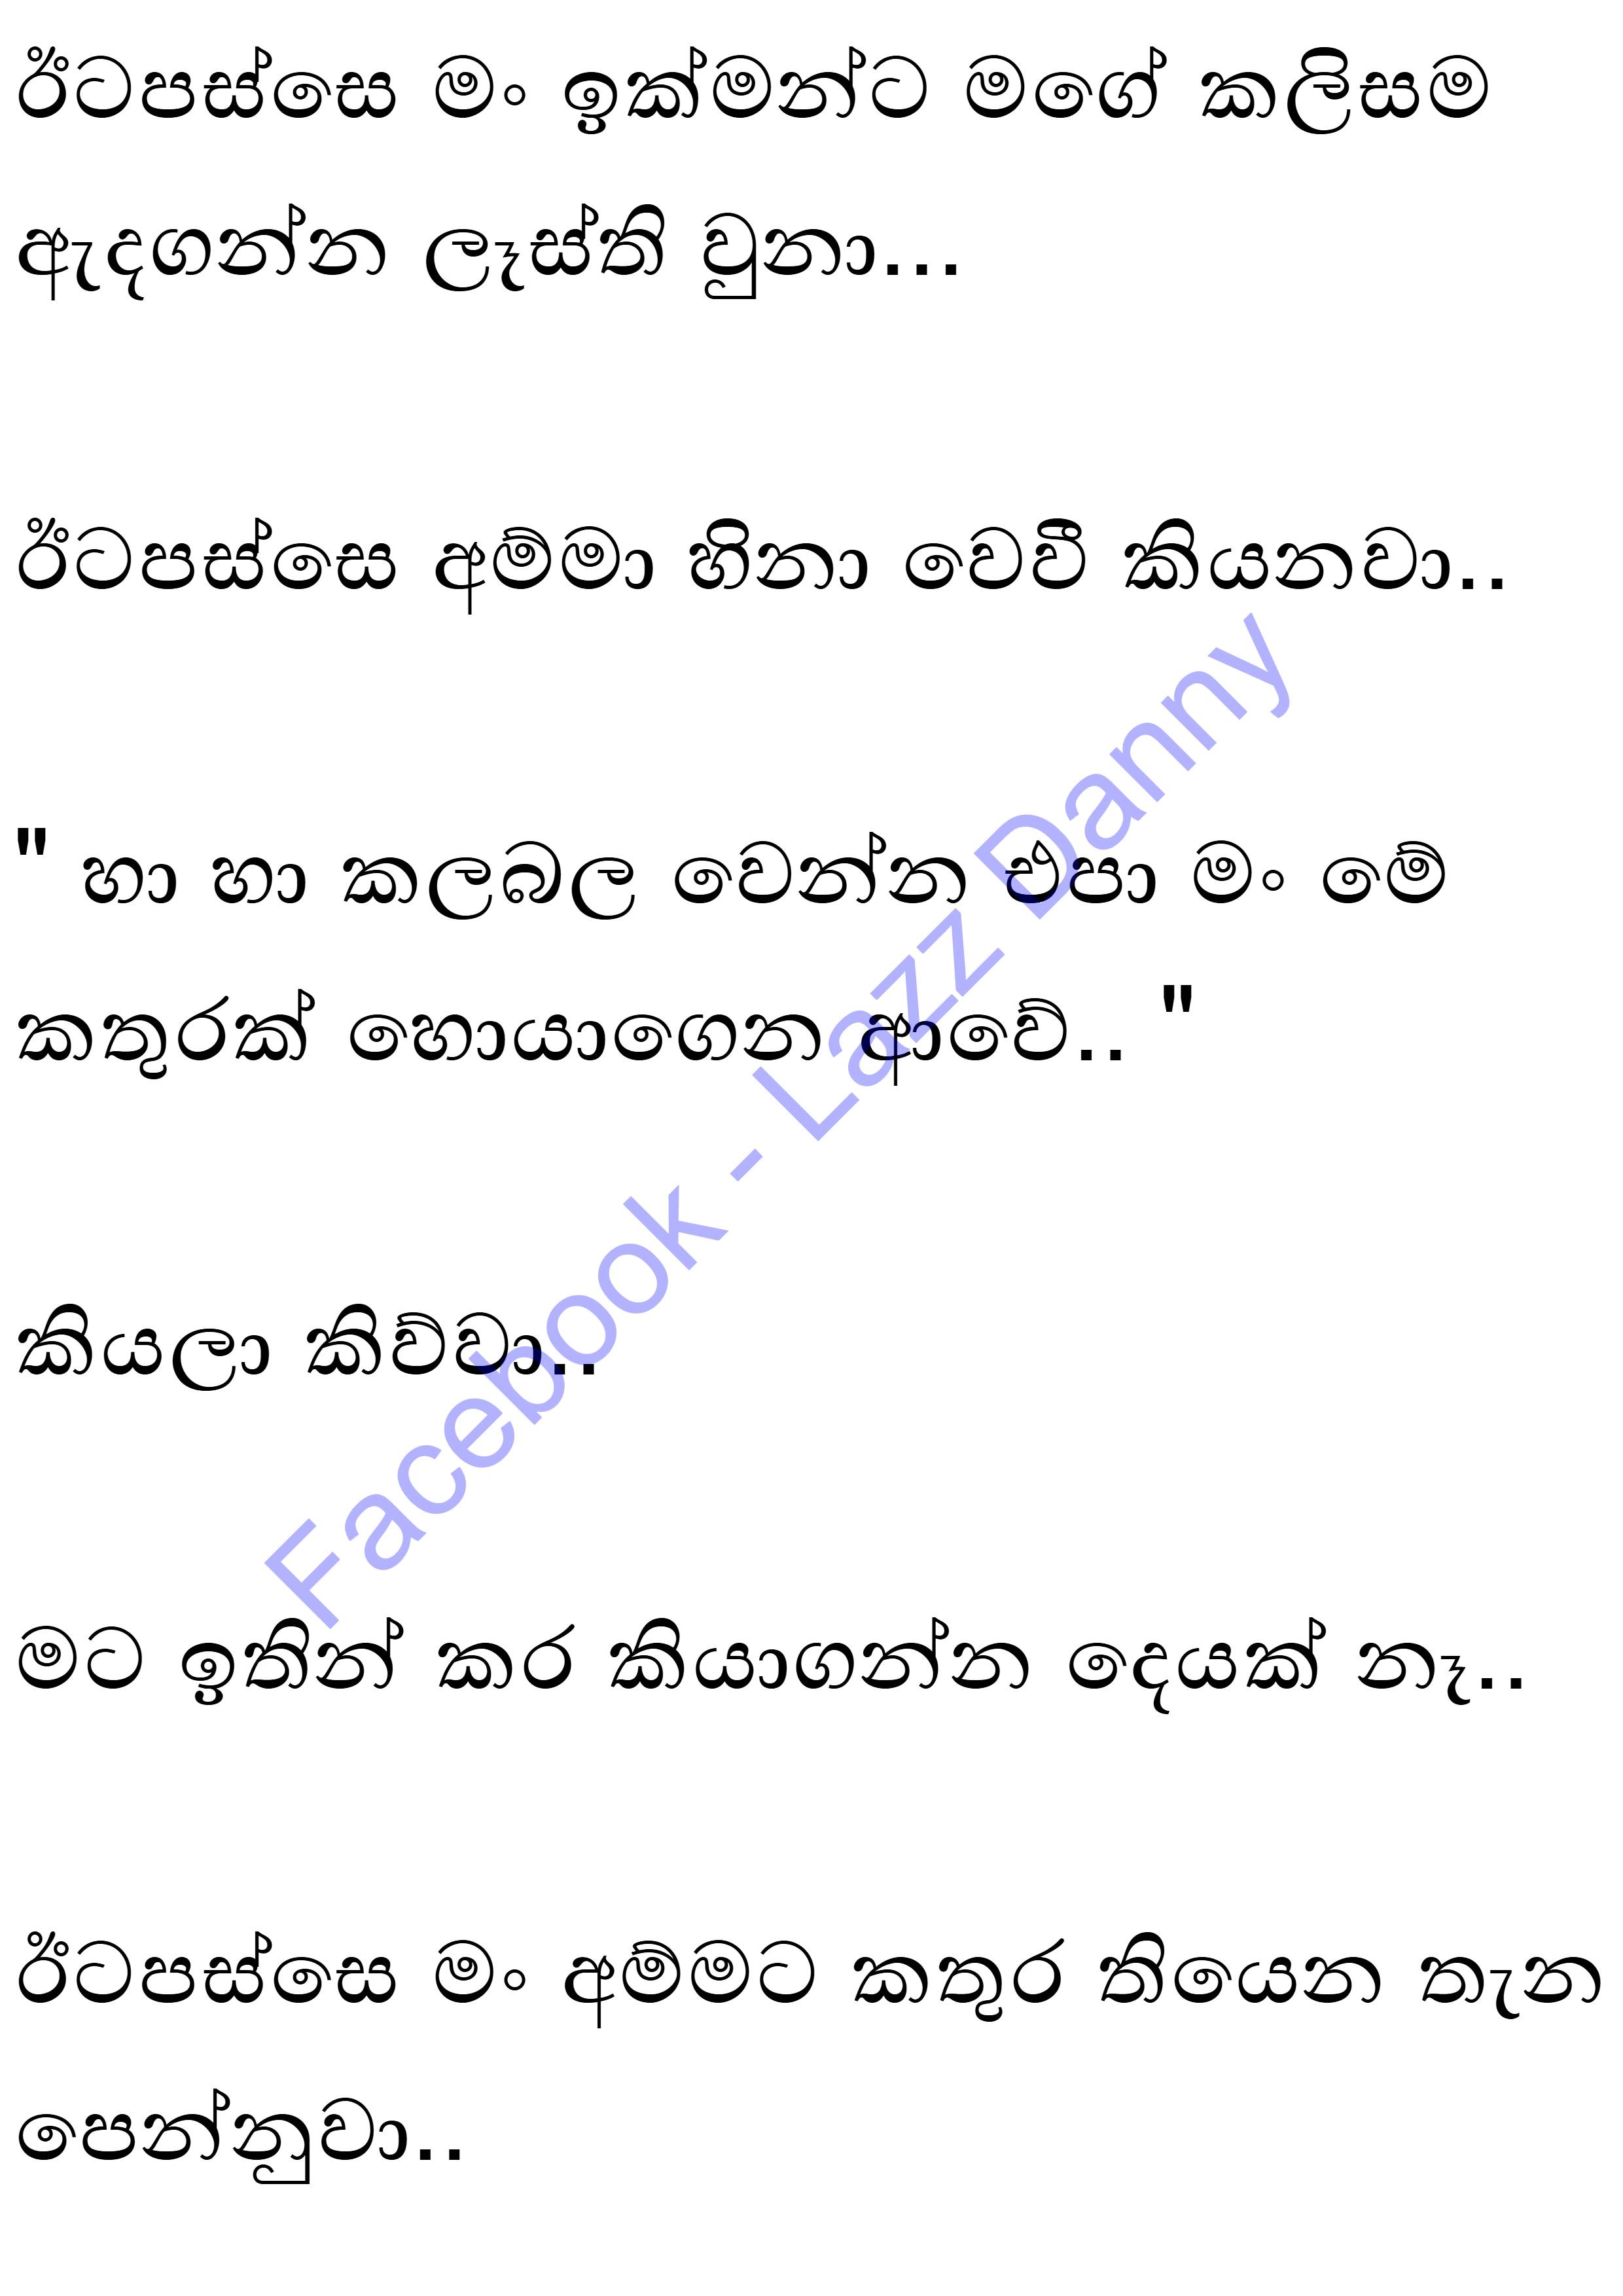 ඊටපස්සෙ මං ඉක්මන්ට මගේ කලිසම
ඇදගන්න ලෑස්ති වුනා...
ඊටපස්සෙ අම්මා හිනා වෙවී කියනවා..
" හා හා කලබල වෙන්න එපා මං මේ
කතුරක් හොයාගෙන ආවේ.. "
කියලා කිව්වා..
මට ඉතින් කර කියාගන්න දෙයක් නෑ..
ඊටපස්සෙ මං අම්මට කතුර තියෙන තැන
පෙන්නුවා..
Facebook - Lazz Danny